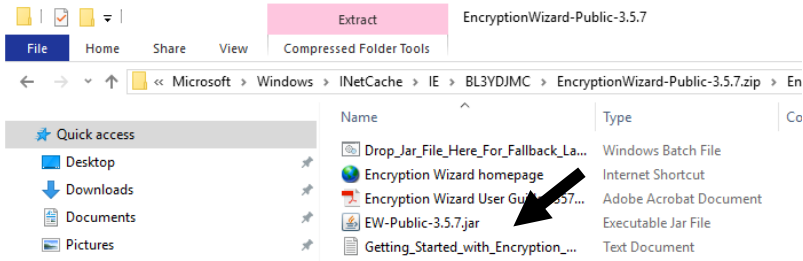 Extract
EncryptionWizard-Public-3.5.7
File Home Share View Compressed Folder Tools
« Microsoft > Windows > INetCache > IE > BL3YDJMC > EncryptionWizard-Public-3.5.7.zip > En
Name Type Co
Quick access
Desktop
Downloads
Documents
Pictures
Drop_Jar_File_Here_For_Fallback_La... Windows Batch File
Encryption Wizard homepage Internet Shortcut
Encryption Wizard User 357... Adobe Acrobat Document
EW-Public-3.5.7.jar Executable Jar File
Getting_Started_with_Encryption_... Text Document